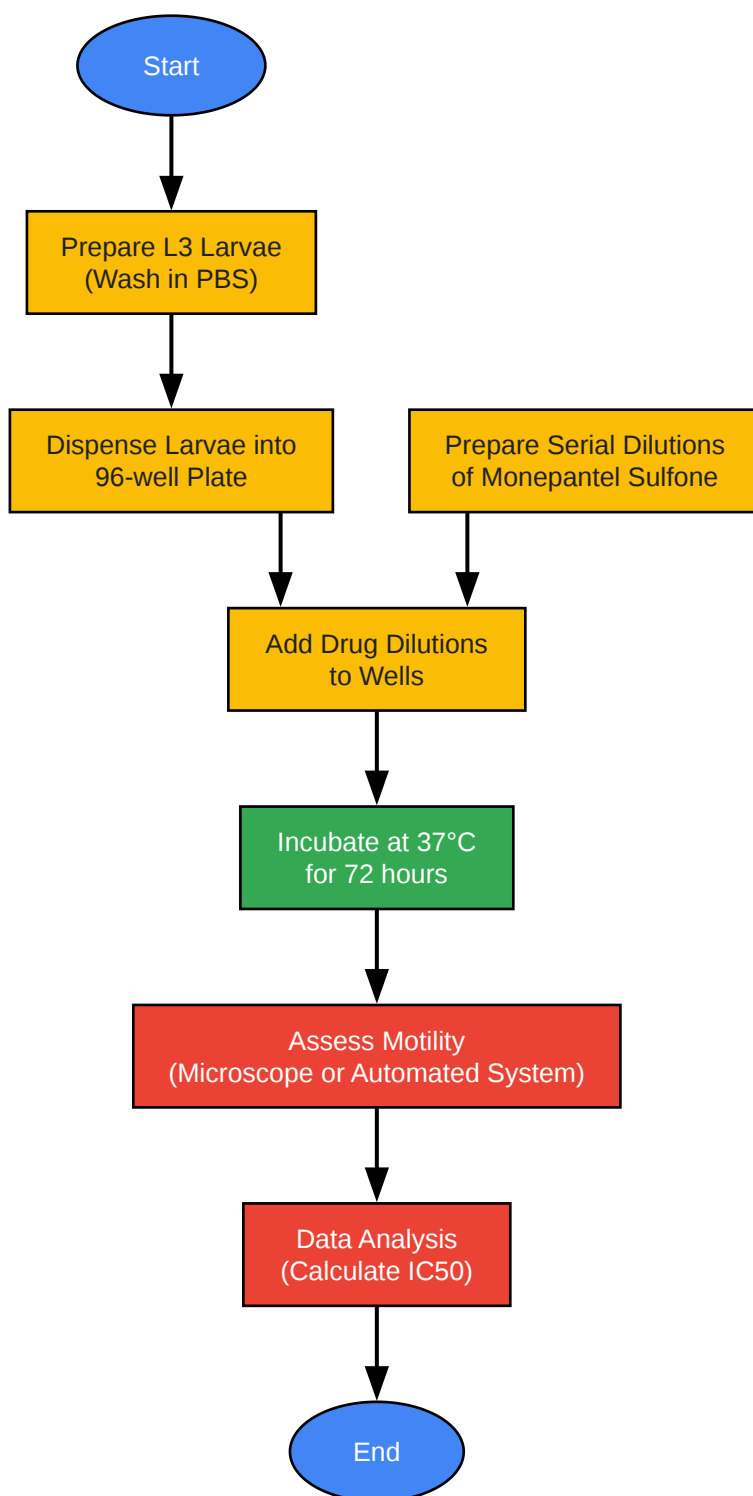 Start
Prepare L3 Larvae
(Wash in PBS)
Dispense Larvae into
96-well Plate
Prepare Serial Dilutions
of Monepantel Sulfone
Add Drug Dilutions
to Wells
Incubate at 37°C
for 72 hours
Assess Motility
(Microscope or Automated System)
Data Analysis
(Calculate IC50)
End